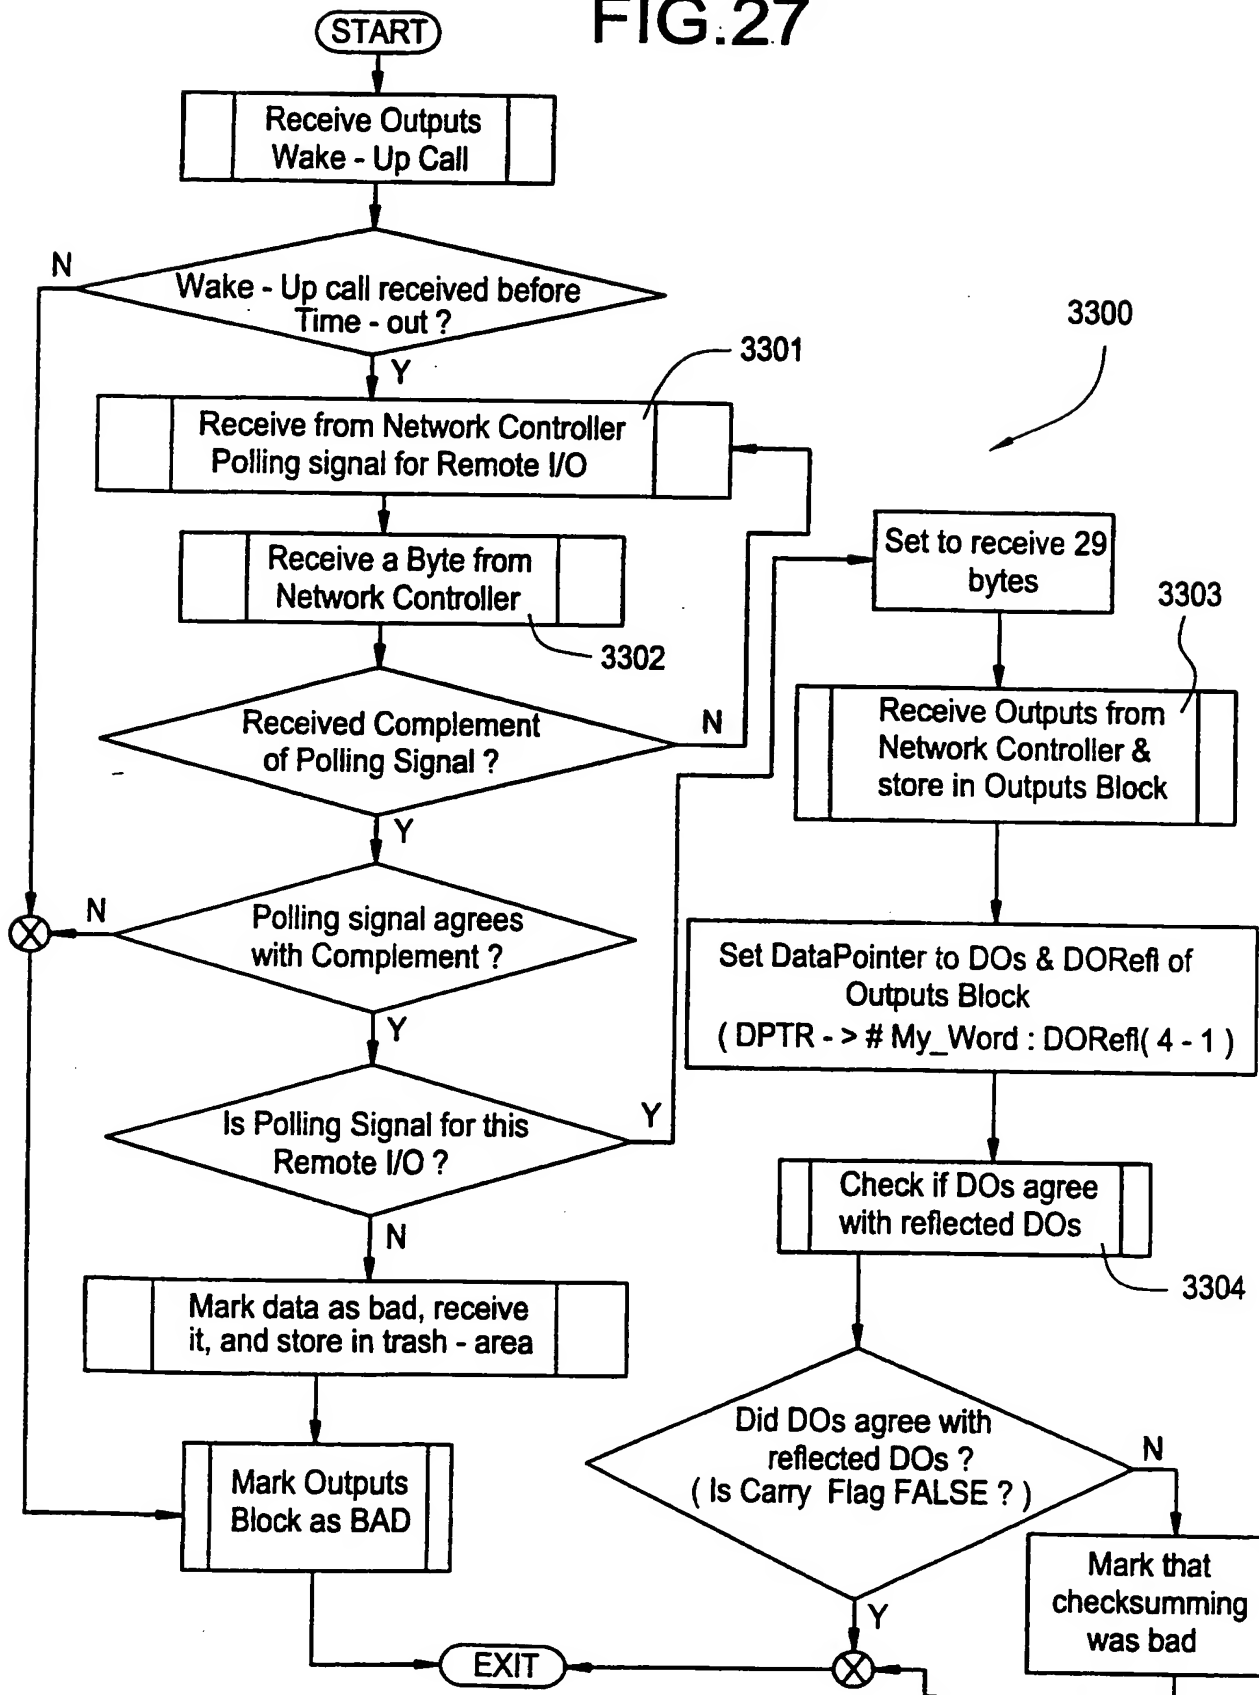 FIG.27
START
Receive Outputs
Wake - Up Call
N
Wake - Up call received before
Time - out ?
Y
3301
3300
Receive from Network Controller
Polling signal for Remote I/O
Receive a Byte from
Network Controller
3302
Received Complement
of Polling Signal ?
N
Y
Polling signal agrees
with Complement ?
N
Y
Is Polling Signal for this
Remote I/O ?
Y
N
Mark data as bad, receive
it, and store in trash - area
Mark Outputs
Block as BAD
Set to receive 29
bytes
3303
Receive Outputs from
Network Controller &
store in Outputs Block
Set DataPointer to DOs & DORefl of
Outputs Block
( DPTR - > # My_Word : DORefl( 4 - 1 )
Check if DOs agree
with reflected DOs
3304
Did DOs agree with
reflected DOs ?
( Is Carry Flag FALSE ? )
N
Y
Mark that
checksumming
was bad
EXIT